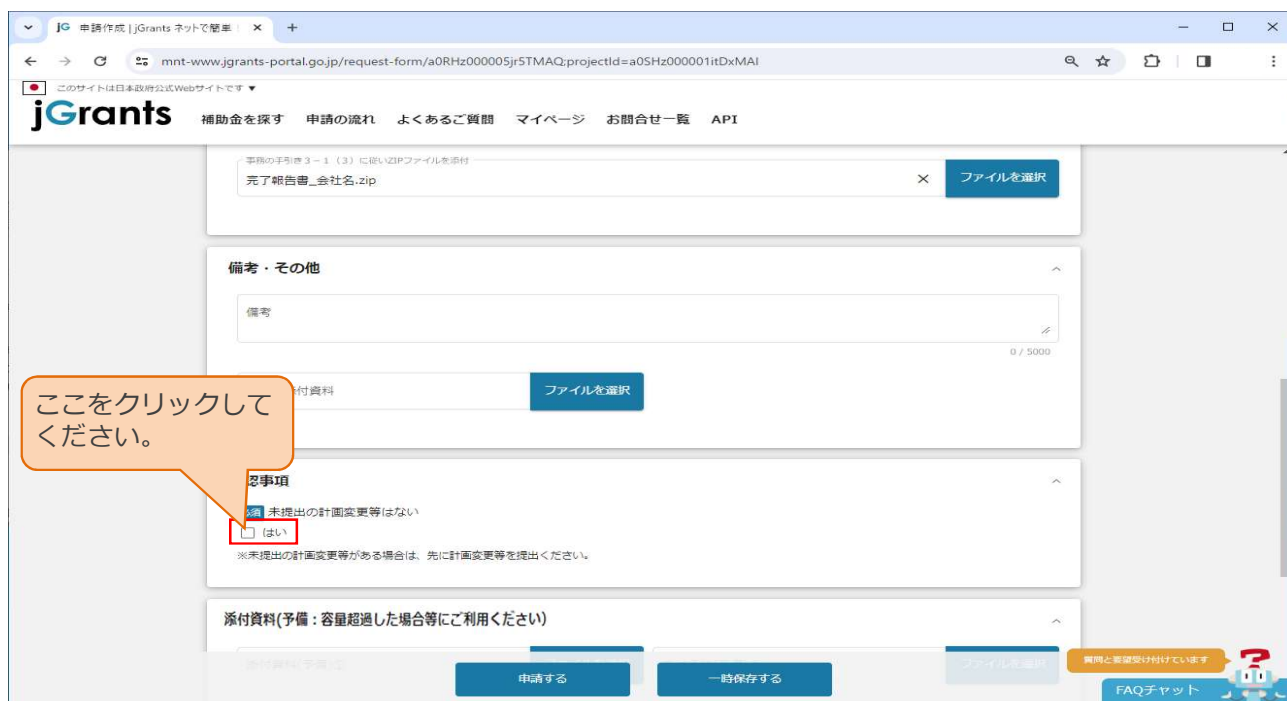 jG 申請作成 | jGrants ネットで簡単
mnt-www.jgrants-portal.go.jp/request-form/a0RHz000005jr5TMAQ;projectId=a0SHz000001itDxMAI
このサイトは日本政府公式Webサイトです ▼
jGrants 補助金を探す 申請の流れ よくあるご質問 マイページ お問合せ一覧 API
事務の手引き3-1(3)に従いZIPファイルを添付
完了報告書_会社名.zip
ファイルを選択
備考・その他
備考
0 / 5000
付資料
ファイルを選択
ここをクリックして
ください。
認事項
必須 未提出の計画変更等はない
はい
※未提出の計画変更等がある場合は、先に計画変更等を提出ください。
添付資料(予備：容量超過した場合等にご利用ください)
ファイルを選択
申請する
一時保存する
質問と要望受け付けています
FAQチャット